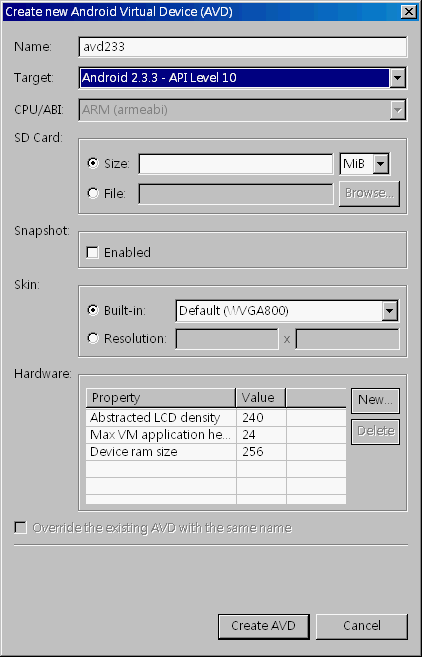 Create new Android Virtual Device (AVD)
Name: avd233
Target: Android 2.3.3 - API Level 10
CPU/ABI: ARM (armeabi)
SD Card:
Size: MiB
File: Browse...
Snapshot:
Enabled
Skin:
Built-in: Default (WVGA800)
Resolution: x
Hardware:
Property Value New...
Abstracted LCD density 240
Max VM application he... 24 Delete
Device ram size 256
Override the existing AVD with the same name
Create AVD Cancel